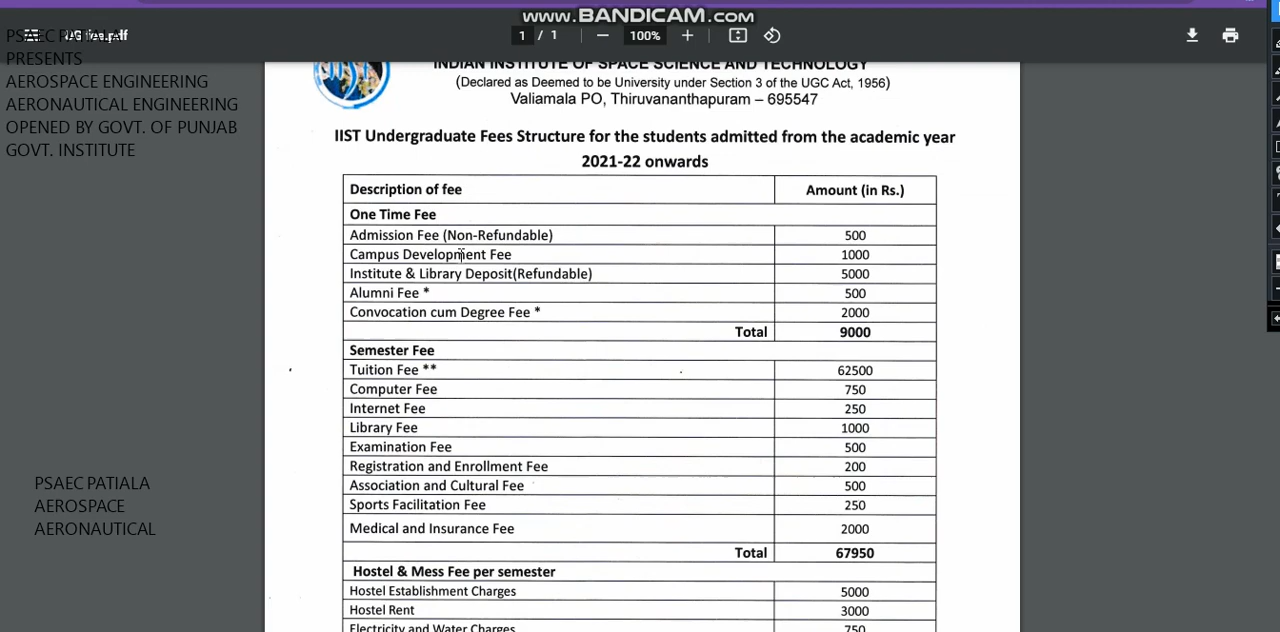 www.BANDICAM.com
1 / 1
100%
PSAEC PATIALA
PRESENTS
AEROSPACE ENGINEERING
AERONAUTICAL ENGINEERING
OPENED BY GOVT. OF PUNJAB
GOVT. INSTITUTE
INDIAN INSTITUTE OF SPACE SCIENCE AND TECHNOLOGY
(Declared as Deemed to be University under Section 3 of the UGC Act, 1956)
Valiamala PO, Thiruvananthapuram – 695547
IIST Undergraduate Fees Structure for the students admitted from the academic year
2021-22 onwards
Description of fee Amount (in Rs.)
One Time Fee
Admission Fee (Non-Refundable) 500
Campus Development Fee 1000
Institute & Library Deposit(Refundable) 5000
Alumni Fee * 500
Convocation cum Degree Fee * 2000
Total 9000
Semester Fee
Tuition Fee ** 62500
Computer Fee 750
Internet Fee 250
Library Fee 1000
Examination Fee 500
Registration and Enrollment Fee 200
Association and Cultural Fee 500
Sports Facilitation Fee 250
Medical and Insurance Fee 2000
Total 67950
Hostel & Mess Fee per semester
Hostel Establishment Charges 5000
Hostel Rent 3000
Electricity and Water Charges 750
PSAEC PATIALA
AEROSPACE
AERONAUTICAL